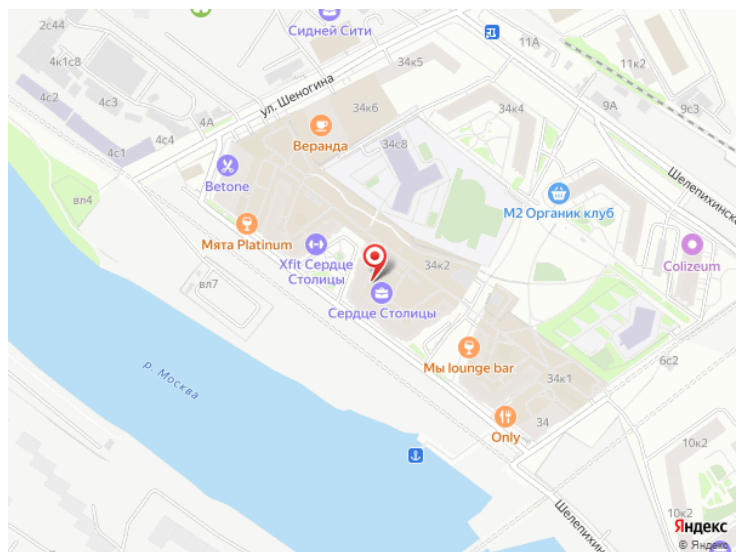 2с44
Сидней Сити
11А
4к1с8
34к5
11к2
4с2
ул. Шеногина
4с3
34к6
34к4
9А
9с3
4А
4с4
4с1
Веранда
34с8
Betone
Шелепихинск
вл4
М2 Органик клуб
Мята Platinum
Xfit Сердце
Столицы
34к2
Colizeum
вл7
Сердце Столицы
6с2
Мы lounge bar
р. Москва
34к1
34
Only
10к2
Шелепихин
10к2
Яндекс
© Яндекс